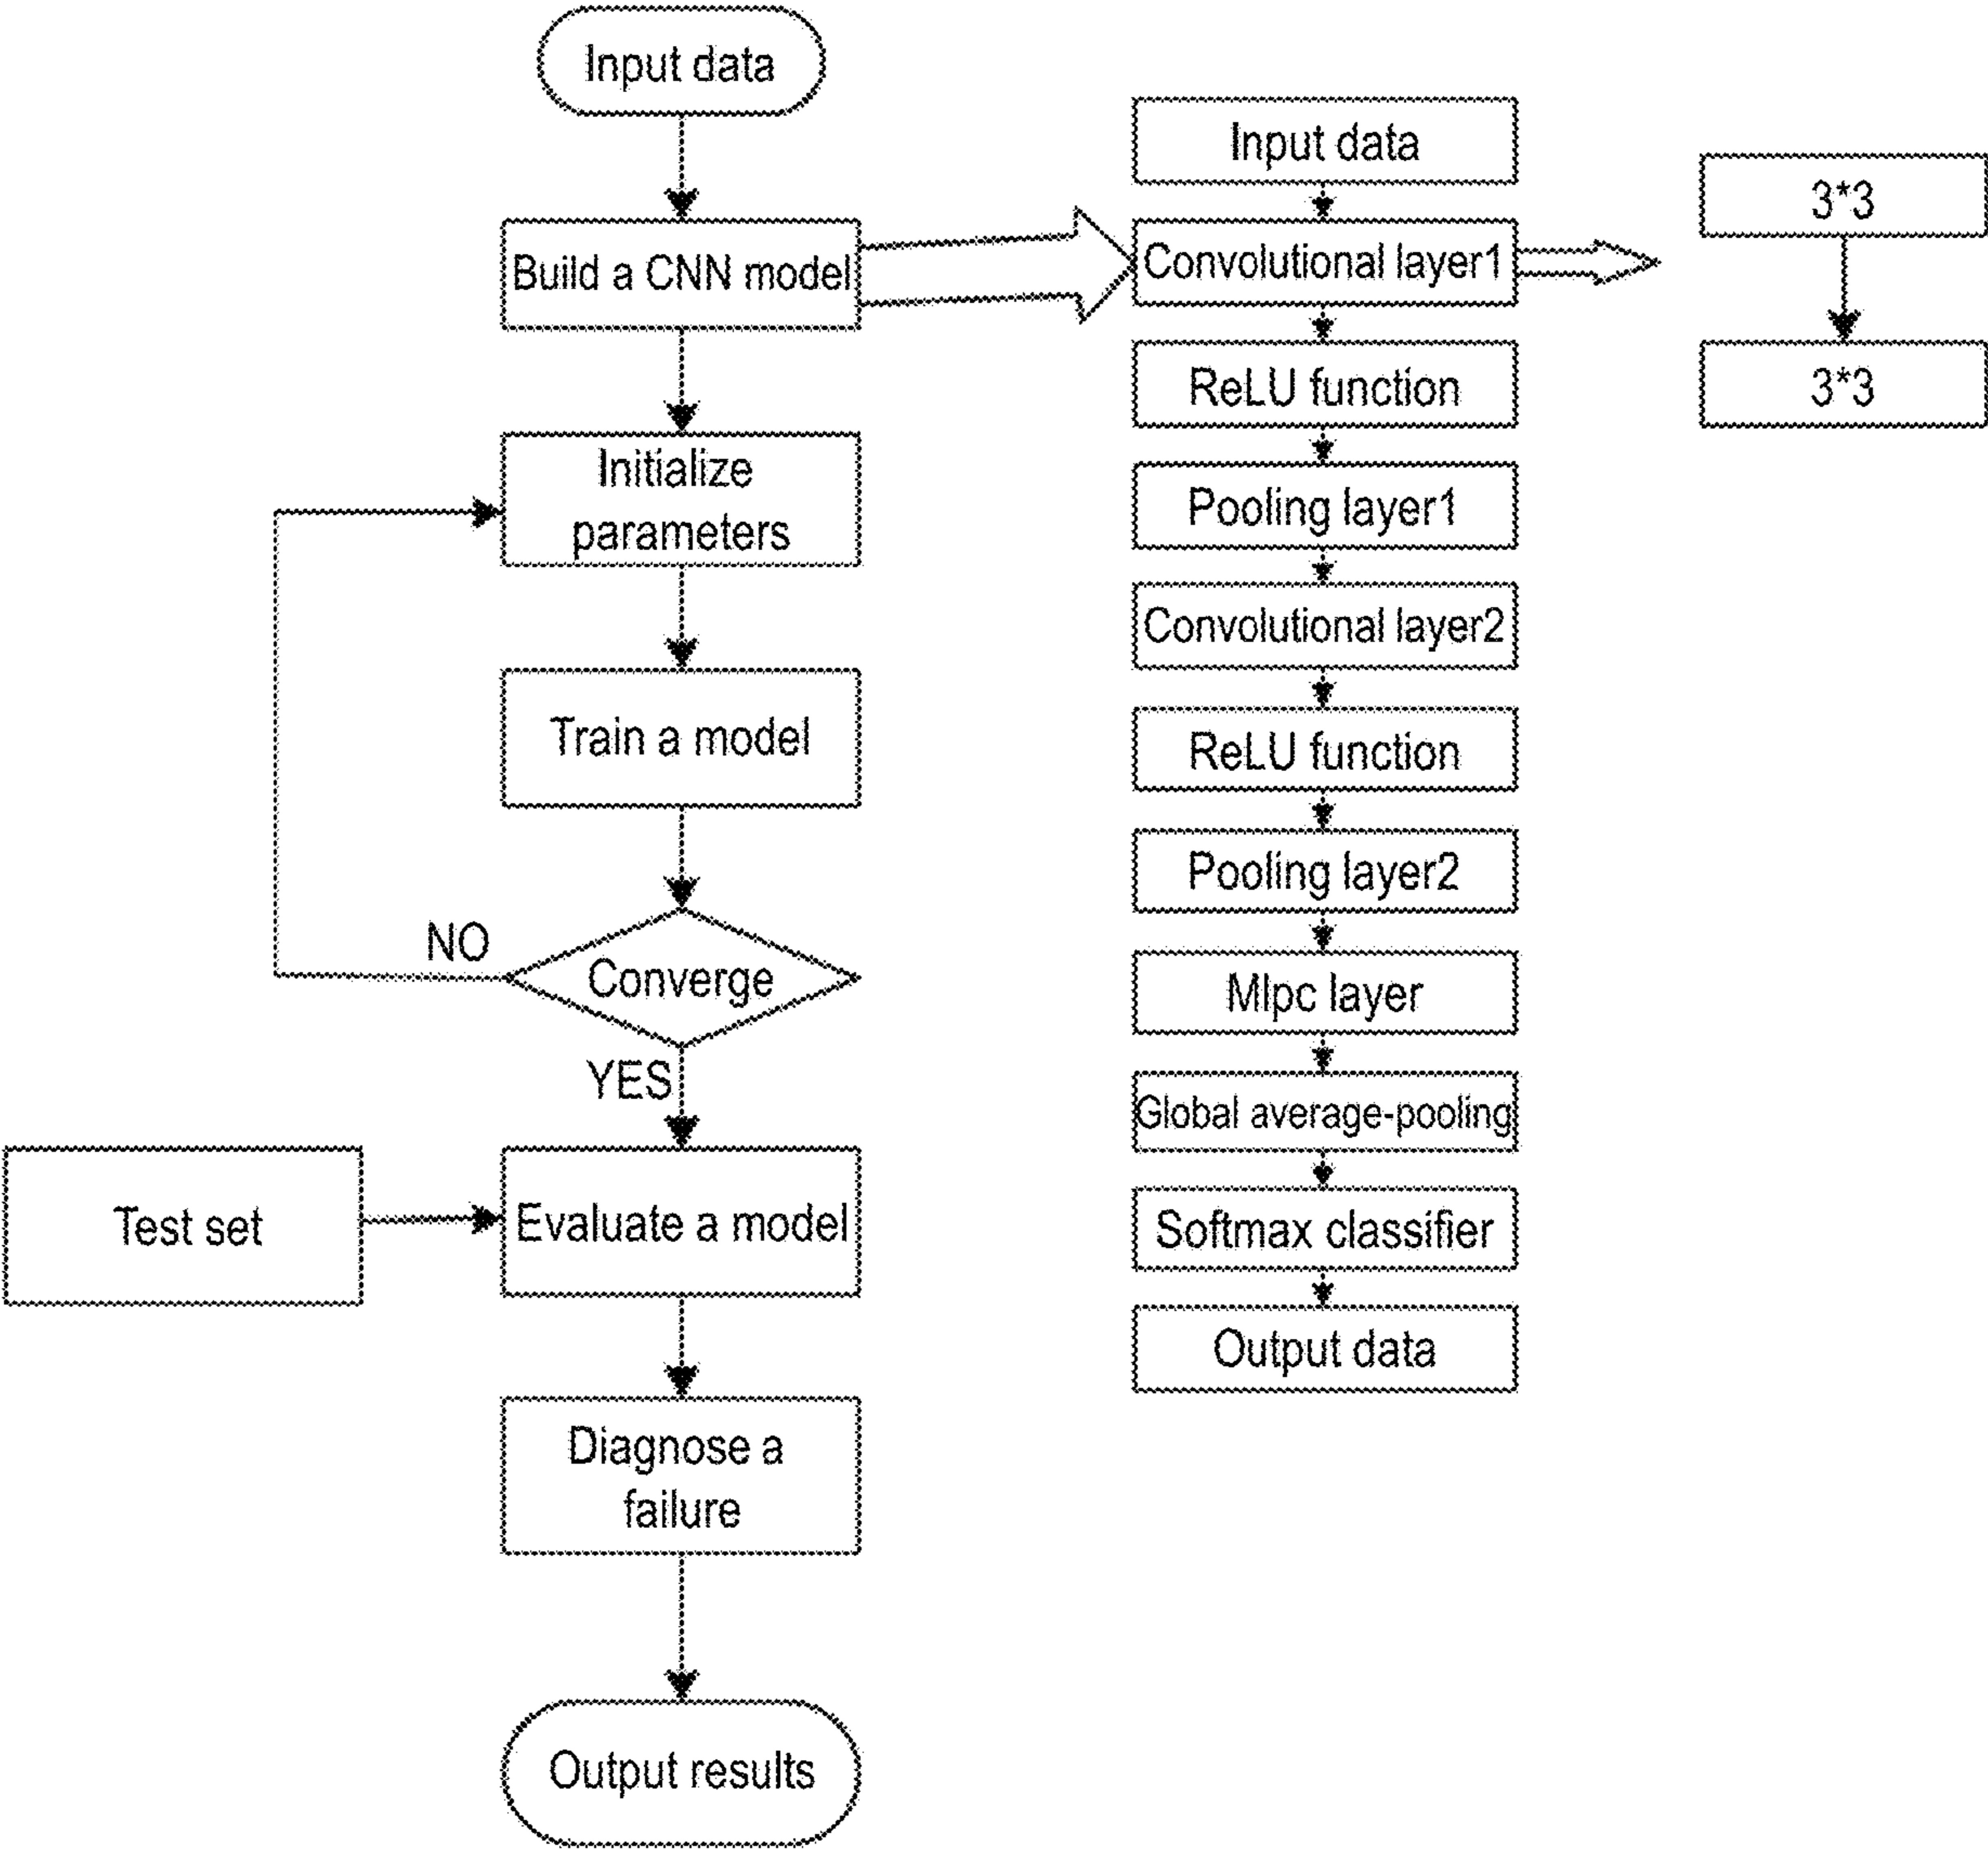 Input data
Build a CNN model
Initialize
parameters
Train a model
NO
Converge
YES
Test set
Evaluate a model
Diagnose a
failure
Output results
Input data
Convolutional layer1
ReLU function
Pooling layer1
Convolutional layer2
ReLU function
Pooling layer2
Mlpc layer
Global average-pooling
Softmax classifier
Output data
3*3
3*3